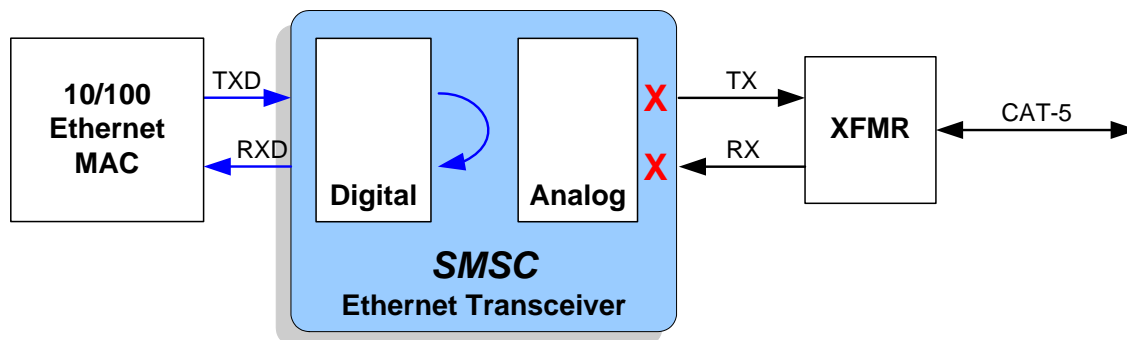 10/100
Ethernet
MAC
TXD
RXD
Digital
Analog
X
X
SMSC
Ethernet Transceiver
TX
RX
XFMR
CAT-5